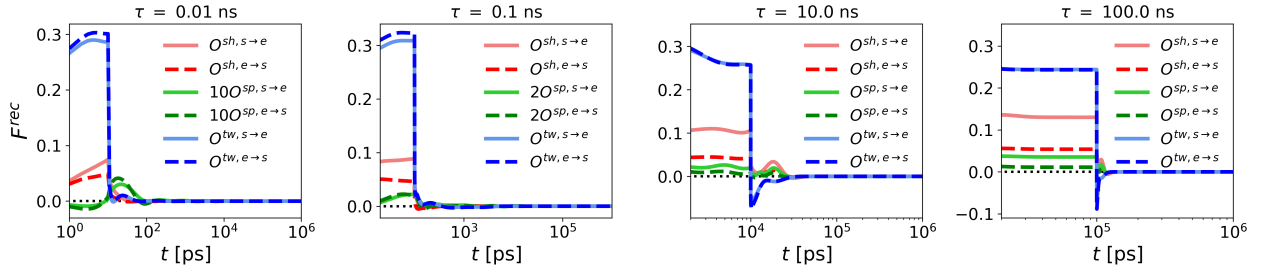 τ = 0.01 ns
F^{rec}
0.3
0.2
0.1
0.0
O^{sh, s→e}
O^{sh, e→s}
10O^{sp, s→e}
10O^{sp, e→s}
O^{tw, s→e}
O^{tw, e→s}
10^0
10^2
10^4
10^6
t [ps]
τ = 0.1 ns
0.3
0.2
0.1
0.0
O^{sh, s→e}
O^{sh, e→s}
2O^{sp, s→e}
2O^{sp, e→s}
O^{tw, s→e}
O^{tw, e→s}
10^3
10^5
t [ps]
τ = 10.0 ns
0.3
0.2
0.1
0.0
O^{sh, s→e}
O^{sh, e→s}
O^{sp, s→e}
O^{sp, e→s}
O^{tw, s→e}
O^{tw, e→s}
10^4
10^5
10^6
t [ps]
τ = 100.0 ns
0.3
0.2
0.1
0.0
−0.1
O^{sh, s→e}
O^{sh, e→s}
O^{sp, s→e}
O^{sp, e→s}
O^{tw, s→e}
O^{tw, e→s}
10^5
10^6
t [ps]